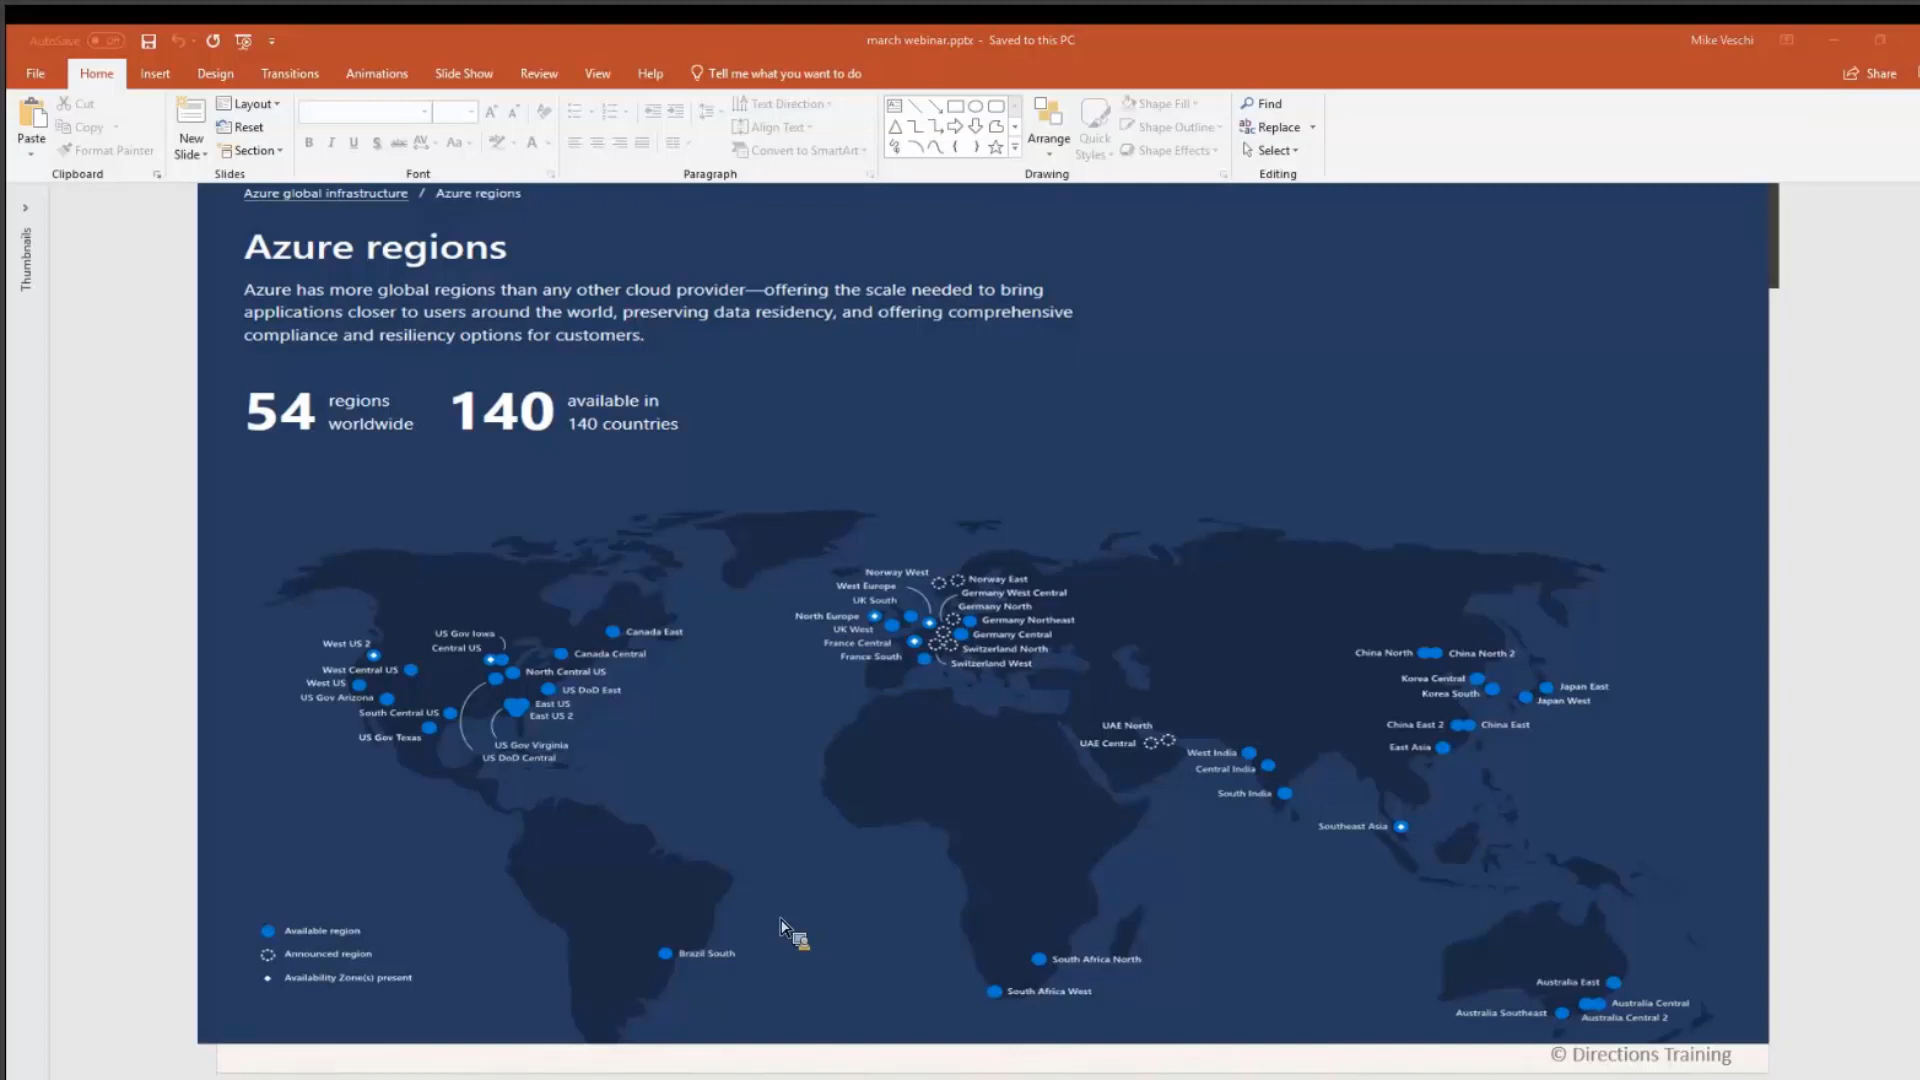 AutoSave Off
march webinar.pptx - Saved to this PC
Mike Veschi
File Home Insert Design Transitions Animations Slide Show Review View Help Tell me what you want to do
Share
Paste
Cut
Copy
Format Painter
Clipboard
New
Slide
Layout
Reset
Section
Slides
B I U S abc AV Aa A
Font
Text Direction
Align Text
Convert to SmartArt
Paragraph
Arrange
Quick
Styles
Shape Fill
Shape Outline
Shape Effects
Drawing
Find
Replace
Select
Editing
Thumbnails
Azure global infrastructure / Azure regions
Azure regions
Azure has more global regions than any other cloud provider—offering the scale needed to bring
applications closer to users around the world, preserving data residency, and offering comprehensive
compliance and resiliency options for customers.
54 regions
worldwide
140 available in
140 countries
West US 2
West Central US
West US
US Gov Arizona
South Central US
US Gov Texas
US Gov Iowa
Central US
Canada East
Canada Central
North Central US
US DoD East
East US
East US 2
US Gov Virginia
US DoD Central
Norway West
West Europe
UK South
North Europe
UK West
France Central
France South
Norway East
Germany West Central
Germany North
Germany Northeast
Germany Central
Switzerland North
Switzerland West
UAE North
UAE Central
West India
Central India
South India
Southeast Asia
China North
China North 2
Korea Central
Korea South
Japan East
Japan West
China East 2
China East
East Asia
Brazil South
South Africa North
South Africa West
Australia East
Australia Central
Australia Southeast
Australia Central 2
Available region
Announced region
Availability Zone(s) present
© Directions Training